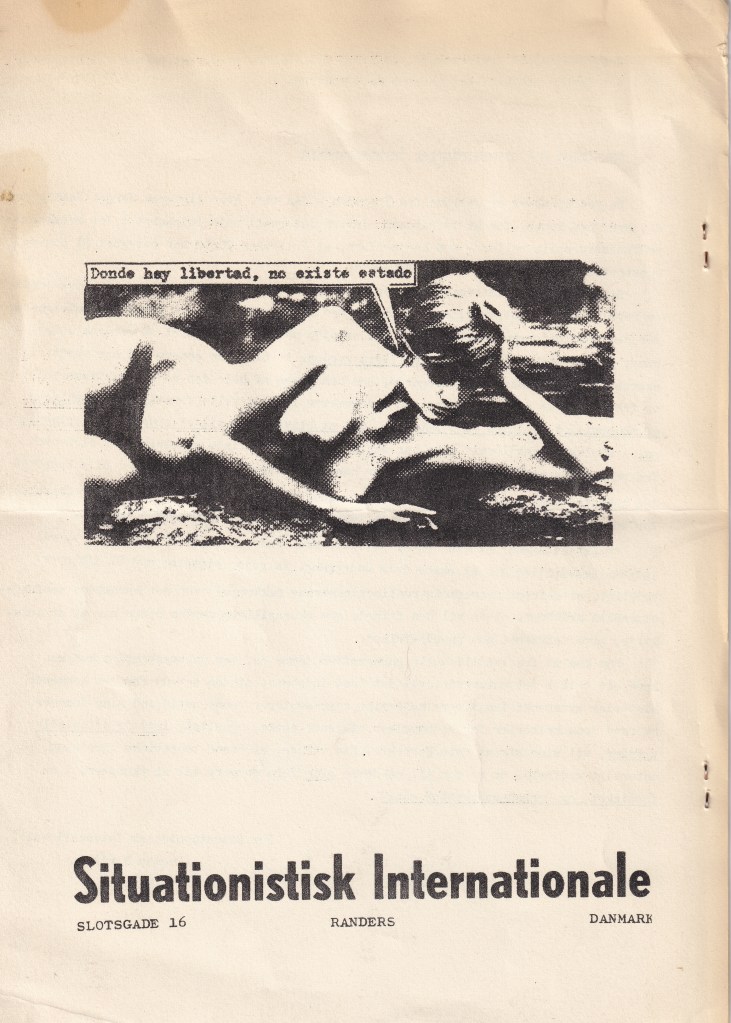 Donde hay libertad, no existe estado
Situationistisk Internationale
SLOTSGADE 16 RANDERS DANMARK